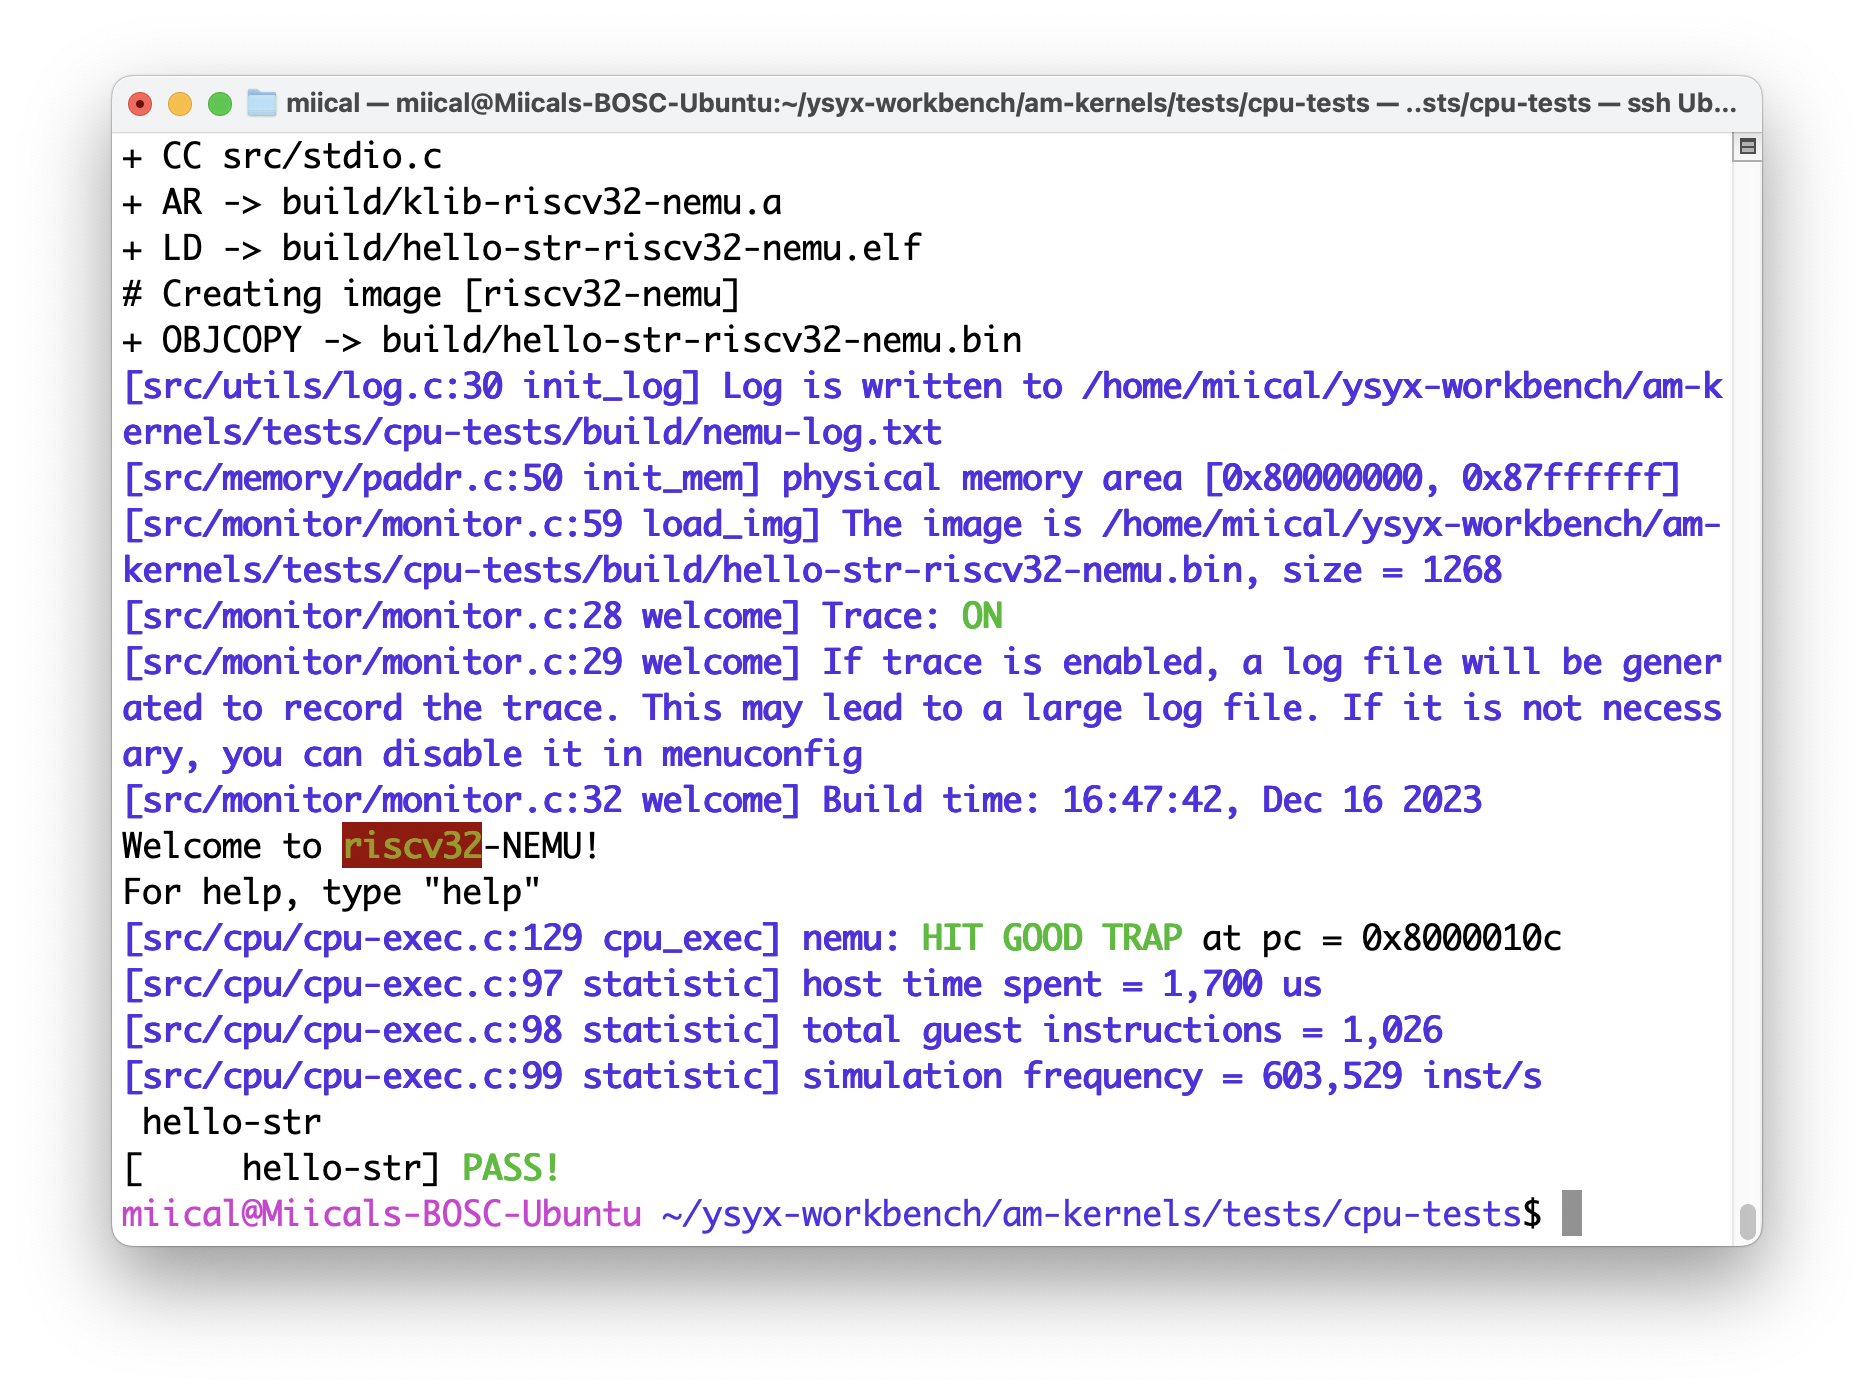 miical — miical@Miicals-BOSC-Ubuntu:~/ysyx-workbench/am-kernels/tests/cpu-tests — ..sts/cpu-tests — ssh Ub...
+ CC src/stdio.c
+ AR -> build/klib-riscv32-nemu.a
+ LD -> build/hello-str-riscv32-nemu.elf
# Creating image [riscv32-nemu]
+ OBJCOPY -> build/hello-str-riscv32-nemu.bin
[src/utils/log.c:30 init_log] Log is written to /home/miical/ysyx-workbench/am-k
ernels/tests/cpu-tests/build/nemu-log.txt
[src/memory/paddr.c:50 init_mem] physical memory area [0x80000000, 0x87ffffff]
[src/monitor/monitor.c:59 load_img] The image is /home/miical/ysyx-workbench/am-
kernels/tests/cpu-tests/build/hello-str-riscv32-nemu.bin, size = 1268
[src/monitor/monitor.c:28 welcome] Trace: ON
[src/monitor/monitor.c:29 welcome] If trace is enabled, a log file will be gener
ated to record the trace. This may lead to a large log file. If it is not necess
ary, you can disable it in menuconfig
[src/monitor/monitor.c:32 welcome] Build time: 16:47:42, Dec 16 2023
Welcome to riscv32-NEMU!
For help, type "help"
[src/cpu/cpu-exec.c:129 cpu_exec] nemu: HIT GOOD TRAP at pc = 0x8000010c
[src/cpu/cpu-exec.c:97 statistic] host time spent = 1,700 us
[src/cpu/cpu-exec.c:98 statistic] total guest instructions = 1,026
[src/cpu/cpu-exec.c:99 statistic] simulation frequency = 603,529 inst/s
 hello-str
[     hello-str] PASS!
miical@Miicals-BOSC-Ubuntu ~/ysyx-workbench/am-kernels/tests/cpu-tests$